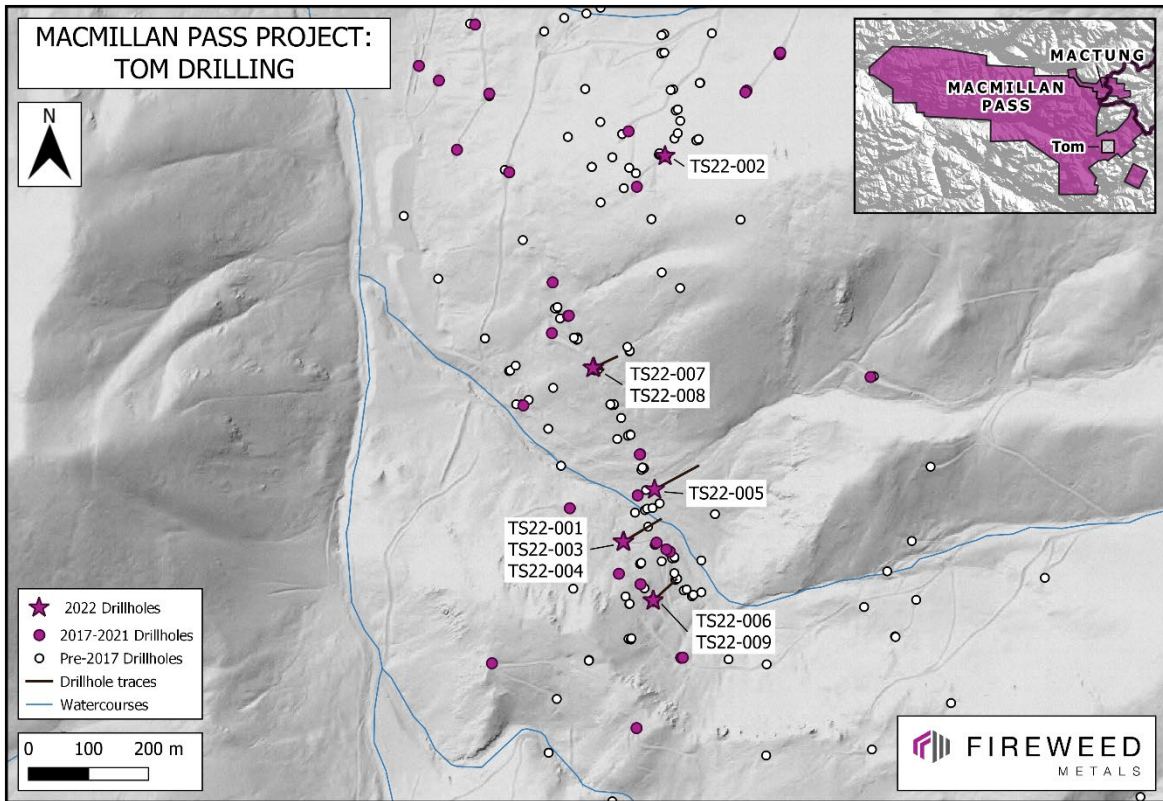 MACMILLAN PASS PROJECT:
TOM DRILLING
N
MACTUNG
MACMILLAN
PASS
Tom
TS22-002
TS22-007
TS22-008
TS22-005
TS22-001
TS22-003
TS22-004
TS22-006
TS22-009
2022 Drillholes
2017-2021 Drillholes
Pre-2017 Drillholes
Drillhole traces
Watercourses
0 100 200 m
FIREWEED
METALS